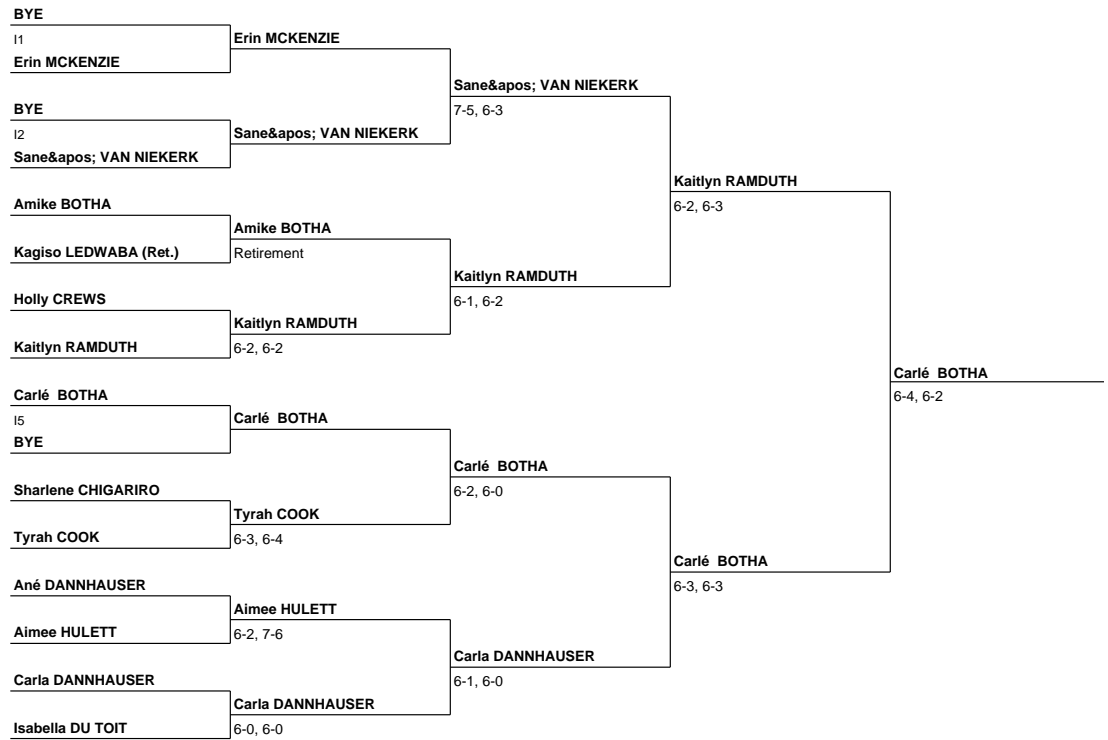 BYE
I1
Erin MCKENZIE
Erin MCKENZIE
Sane&apos; VAN NIEKERK
7-5, 6-3
BYE
I2
Sane&apos; VAN NIEKERK
Sane&apos; VAN NIEKERK
Kaitlyn RAMDUTH
6-2, 6-3
Amike BOTHA
Amike BOTHA
Kagiso LEDWABA (Ret.)
Retirement
Kaitlyn RAMDUTH
6-1, 6-2
Holly CREWS
Kaitlyn RAMDUTH
Kaitlyn RAMDUTH
6-2, 6-2
Carlé  BOTHA
6-4, 6-2
Carlé  BOTHA
I5
Carlé  BOTHA
BYE
Carlé  BOTHA
6-2, 6-0
Sharlene CHIGARIRO
Tyrah COOK
Tyrah COOK
6-3, 6-4
Carlé  BOTHA
6-3, 6-3
Ané DANNHAUSER
Aimee HULETT
Aimee HULETT
6-2, 7-6
Carla DANNHAUSER
6-1, 6-0
Carla DANNHAUSER
Carla DANNHAUSER
Isabella DU TOIT
6-0, 6-0